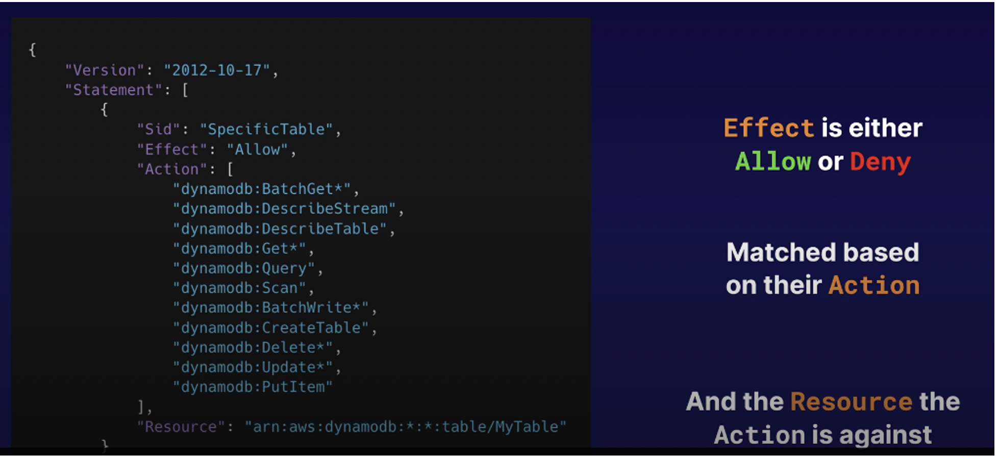 {
"Version": "2012-10-17",
"Statement": [
{
"Sid": "SpecificTable",
"Effect": "Allow",
"Action": [
"dynamodb:BatchGet*",
"dynamodb:DescribeStream",
"dynamodb:DescribeTable",
"dynamodb:Get*",
"dynamodb:Query",
"dynamodb:Scan",
"dynamodb:BatchWrite*",
"dynamodb:CreateTable",
"dynamodb:Delete*",
"dynamodb:Update*",
"dynamodb:PutItem"
],
"Resource": "arn:aws:dynamodb:*:*:table/MyTable"
}
Effect is either
Allow or Deny
Matched based
on their Action
And the Resource the
Action is against